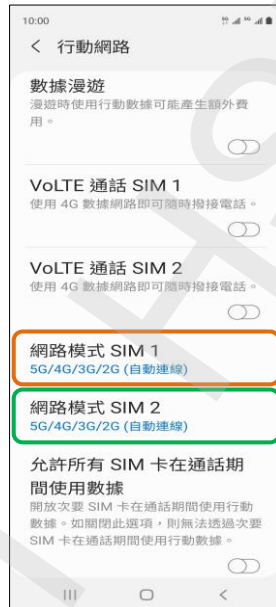 10:00
行動網路
數據漫遊
漫遊時使用行動數據可能產生額外費
用。
VoLTE 通話 SIM 1
使用 4G 數據網路即可隨時撥接電話。
VoLTE 通話 SIM 2
使用 4G 數據網路即可隨時撥接電話。
網路模式 SIM 1
5G/4G/3G/2G (自動連線)
網路模式 SIM 2
5G/4G/3G/2G (自動連線)
允許所有 SIM 卡在通話期
間使用數據
開放次要 SIM 卡在通話期間使用行動
數據。如關閉此選項，則無法透過次要
SIM 卡在通話期間使用行動數據。